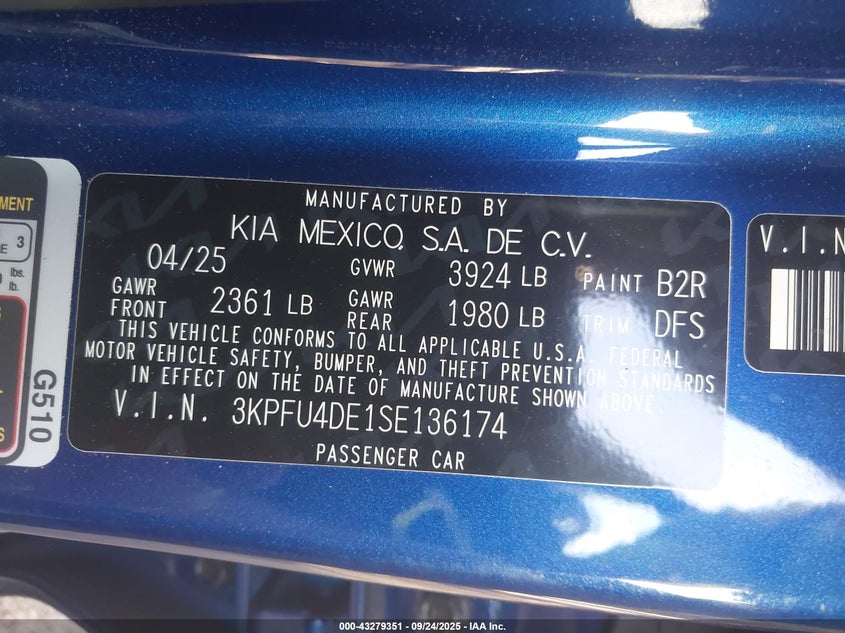 MENT
3
lbs.
lb.
G510
MANUFACTURED BY
KIA MEXICO, S.A. DE C.V.
04/25 GVWR 3924 LB PAINT B2R
GAWR FRONT 2361 LB GAWR REAR 1980 LB TRIM DFS
THIS VEHICLE CONFORMS TO ALL APPLICABLE U.S.A. FEDERAL
MOTOR VEHICLE SAFETY, BUMPER, AND THEFT PREVENTION STANDARDS
IN EFFECT ON THE DATE OF MANUFACTURE SHOWN ABOVE.
V.I.N. 3KPFU4DE1SE136174
PASSENGER CAR
V.I.N
000-43279351 - 09/24/2025 - IAA Inc.